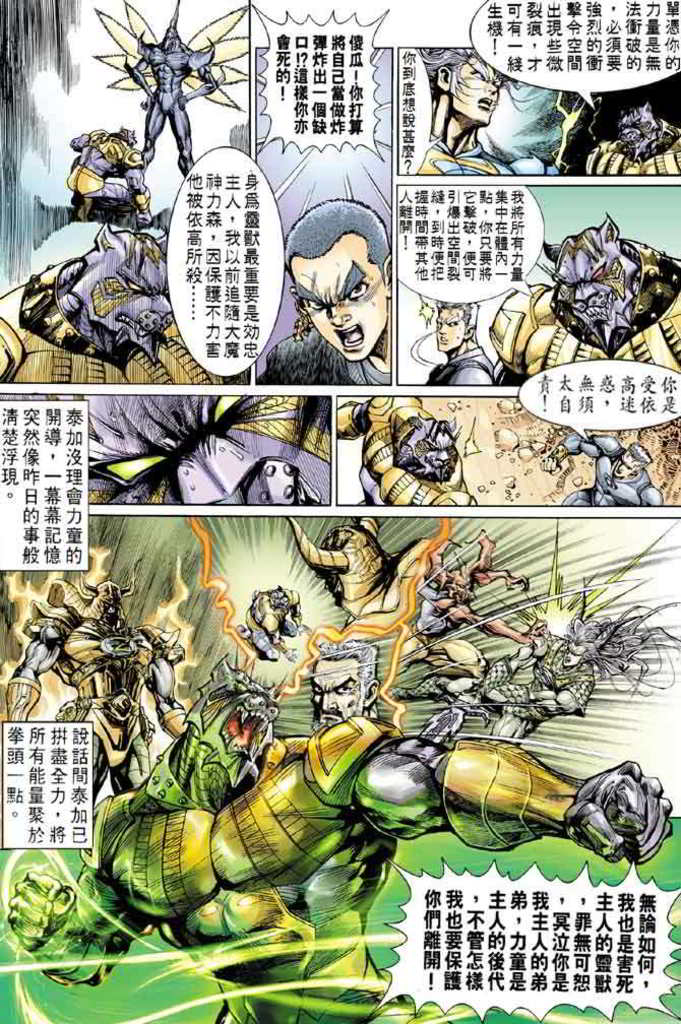 單憑你的
力量是無
法衝破的
，必須要
強烈的衝
擊令空間
出現些微
裂痕，才
可有一綫
生機！
你到底想說甚麼？
傻瓜！你打算
將自己當做炸
彈炸出一個缺
口！？這樣你亦
會死的！
身為靈獸最重要是効忠
主人，我以前追隨大魔
神力森，因保護不力害
他被依高所殺……
我將所有力量
集中在體內一
點，你只要將
它擊破，便可
引爆出空間裂
縫，到時便把
握時間帶其他
人離開！
是依高
受迷惑
，無須
太自責！
泰加沒理會力童的
開導，一幕幕記憶
突然像昨日的事般
清楚浮現。
說話間泰加已
拼盡全力，將
所有能量聚於
拳頭一點。
無論如何，
我也是害死
主人的靈獸
，罪無可恕
，冥泣你是
我主人的弟
弟，力童是
主人的後代
，不管怎樣
我也要保護
你們離開！